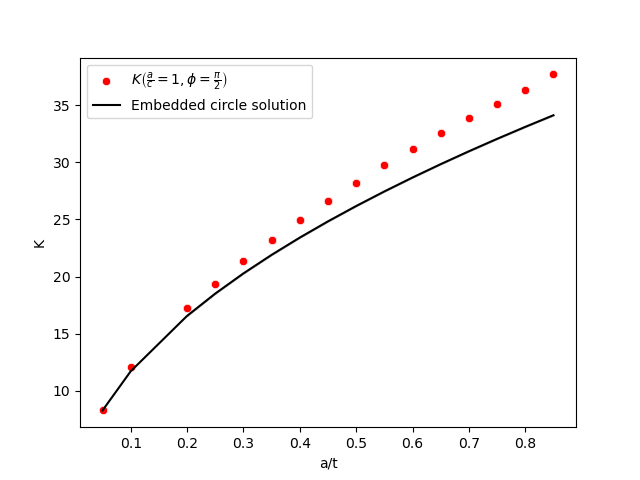 K(a/c = 1, ϕ = π/2)
Embedded circle solution
35
30
25
20
15
10
K
0.1 0.2 0.3 0.4 0.5 0.6 0.7 0.8
a/t